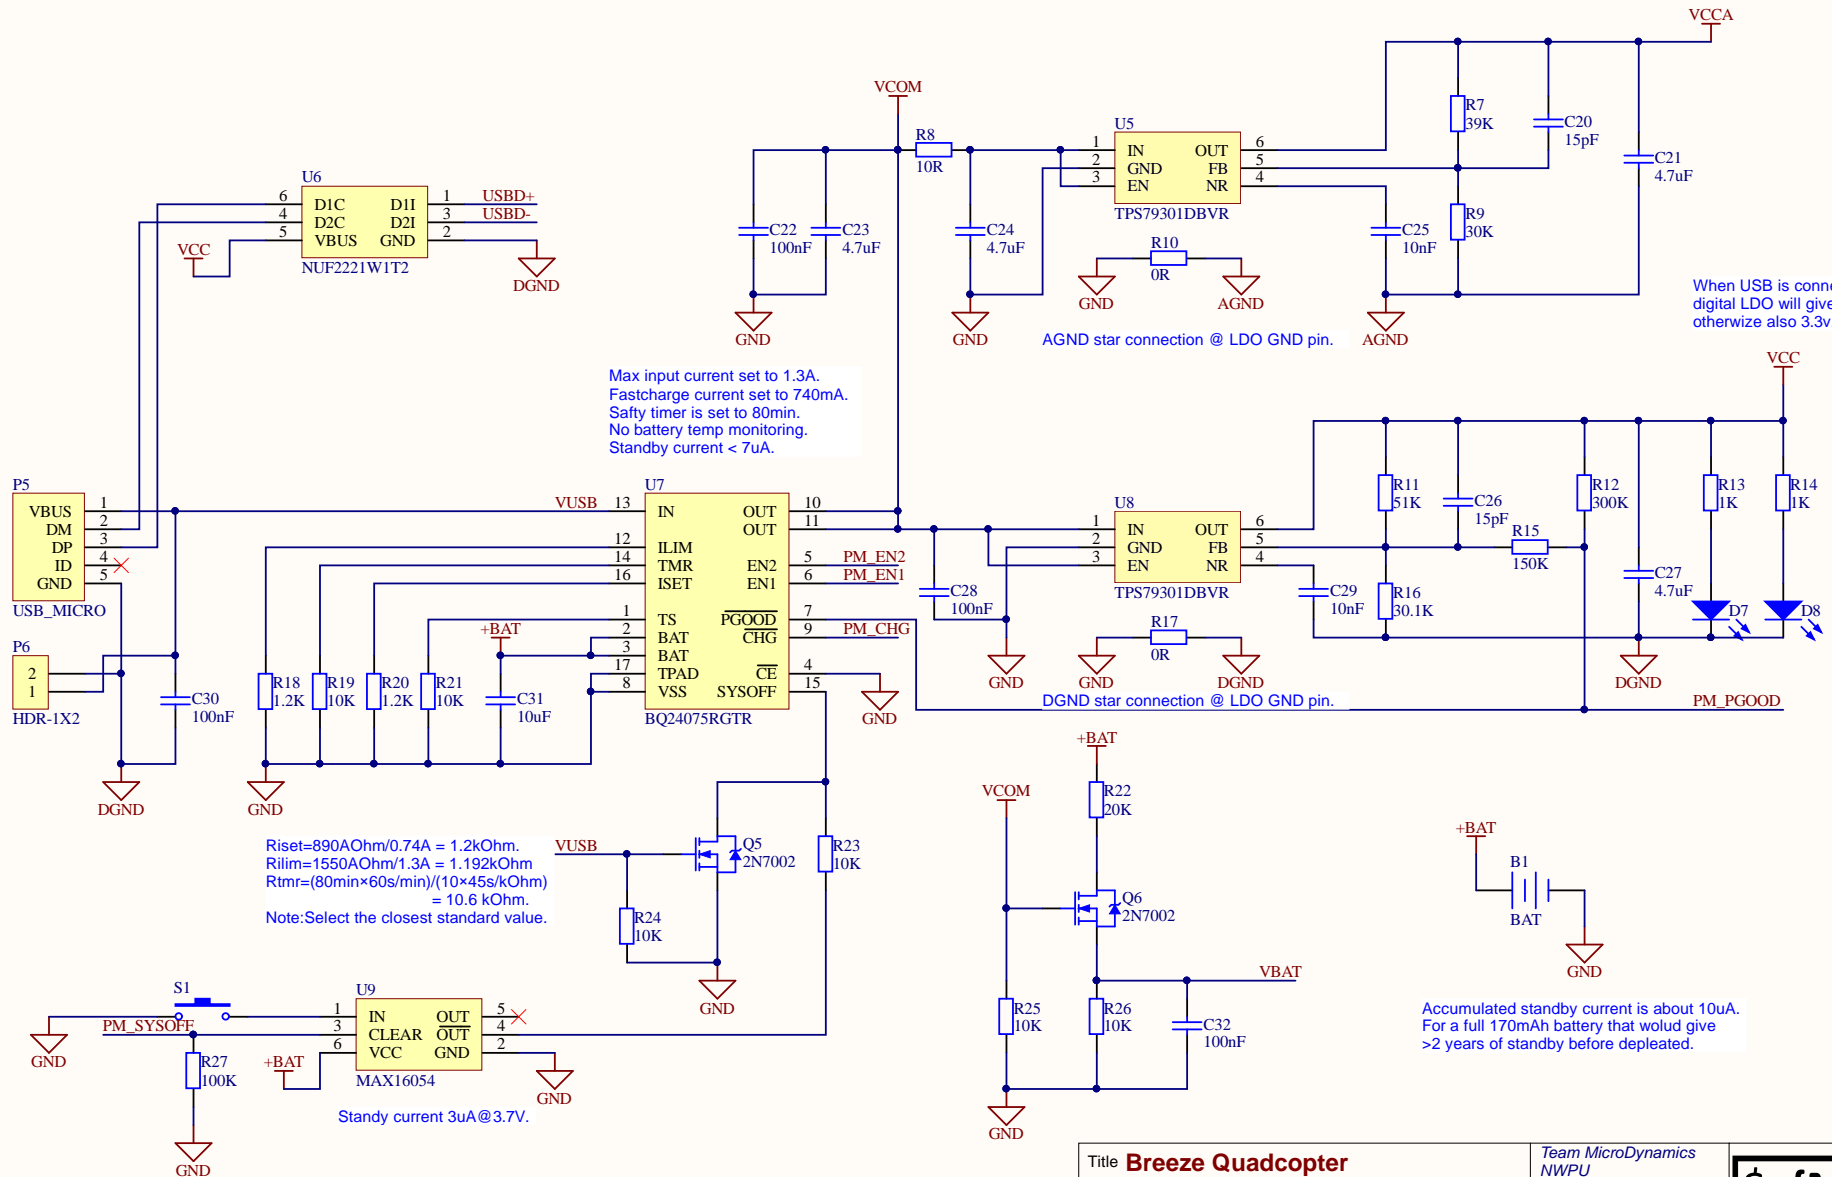 VCCA
VCOM
R7
39K
C20
15pF
C21
4.7uF
R8
10R
U5
1 IN OUT 6
2 GND FB 5
3 EN NR 4
TPS79301DBVR
U6
6 D1C D1I 1 USBD+
4 D2C D2I 3 USBD-
5 VBUS GND 2
NUF2221W1T2
VCC
DGND
C22
100nF
C23
4.7uF
C24
4.7uF
R10
0R
C25
10nF
R9
30K
GND
GND
GND
AGND
AGND
AGND star connection @ LDO GND pin.
When USB is conne
digital LDO will give
otherwize also 3.3v
VCC
Max input current set to 1.3A.
Fastcharge current set to 740mA.
Safty timer is set to 80min.
No battery temp monitoring.
Standby current < 7uA.
P5
VBUS 1
DM 2
DP 3
ID 4
GND 5
USB_MICRO
P6
2
1
HDR-1X2
C30
100nF
DGND
VUSB
U7
13 IN OUT 10
OUT 11
12 ILIM
14 TMR EN2 5 PM_EN2
16 ISET EN1 6 PM_EN1
1 TS PGOOD 7
2 BAT CHG 9 PM_CHG
3 BAT
17 TPAD CE 4
8 VSS SYSOFF 15
BQ24075RGTR
+BAT
R18
1.2K
R19
10K
R20
1.2K
R21
10K
C31
10uF
GND
GND
C28
100nF
U8
1 IN OUT 6
2 GND FB 5
3 EN NR 4
TPS79301DBVR
R17
0R
GND
GND
DGND
DGND star connection @ LDO GND pin.
R11
51K
C26
15pF
R12
300K
R13
1K
R14
1K
R15
150K
C29
10nF
R16
30.1K
C27
4.7uF
D7
D8
DGND
PM_PGOOD
Riset=890AOhm/0.74A = 1.2kOhm.
Rilim=1550AOhm/1.3A = 1.192kOhm
Rtmr=(80min×60s/min)/(10×45s/kOhm)
= 10.6 kOhm.
Note:Select the closest standard value.
VUSB
Q5
2N7002
R23
10K
R24
10K
GND
S1
PM_SYSOFF
GND
R27
100K
GND
+BAT
U9
1 IN OUT 5
3 CLEAR OUT 4
6 VCC GND 2
MAX16054
GND
Standy current 3uA@3.7V.
+BAT
VCOM
R22
20K
Q6
2N7002
VBAT
R25
10K
R26
10K
C32
100nF
GND
+BAT
B1
BAT
GND
Accumulated standby current is about 10uA.
For a full 170mAh battery that wolud give
>2 years of standby before depleated.
Title Breeze Quadcopter
Team MicroDynamics
NWPU